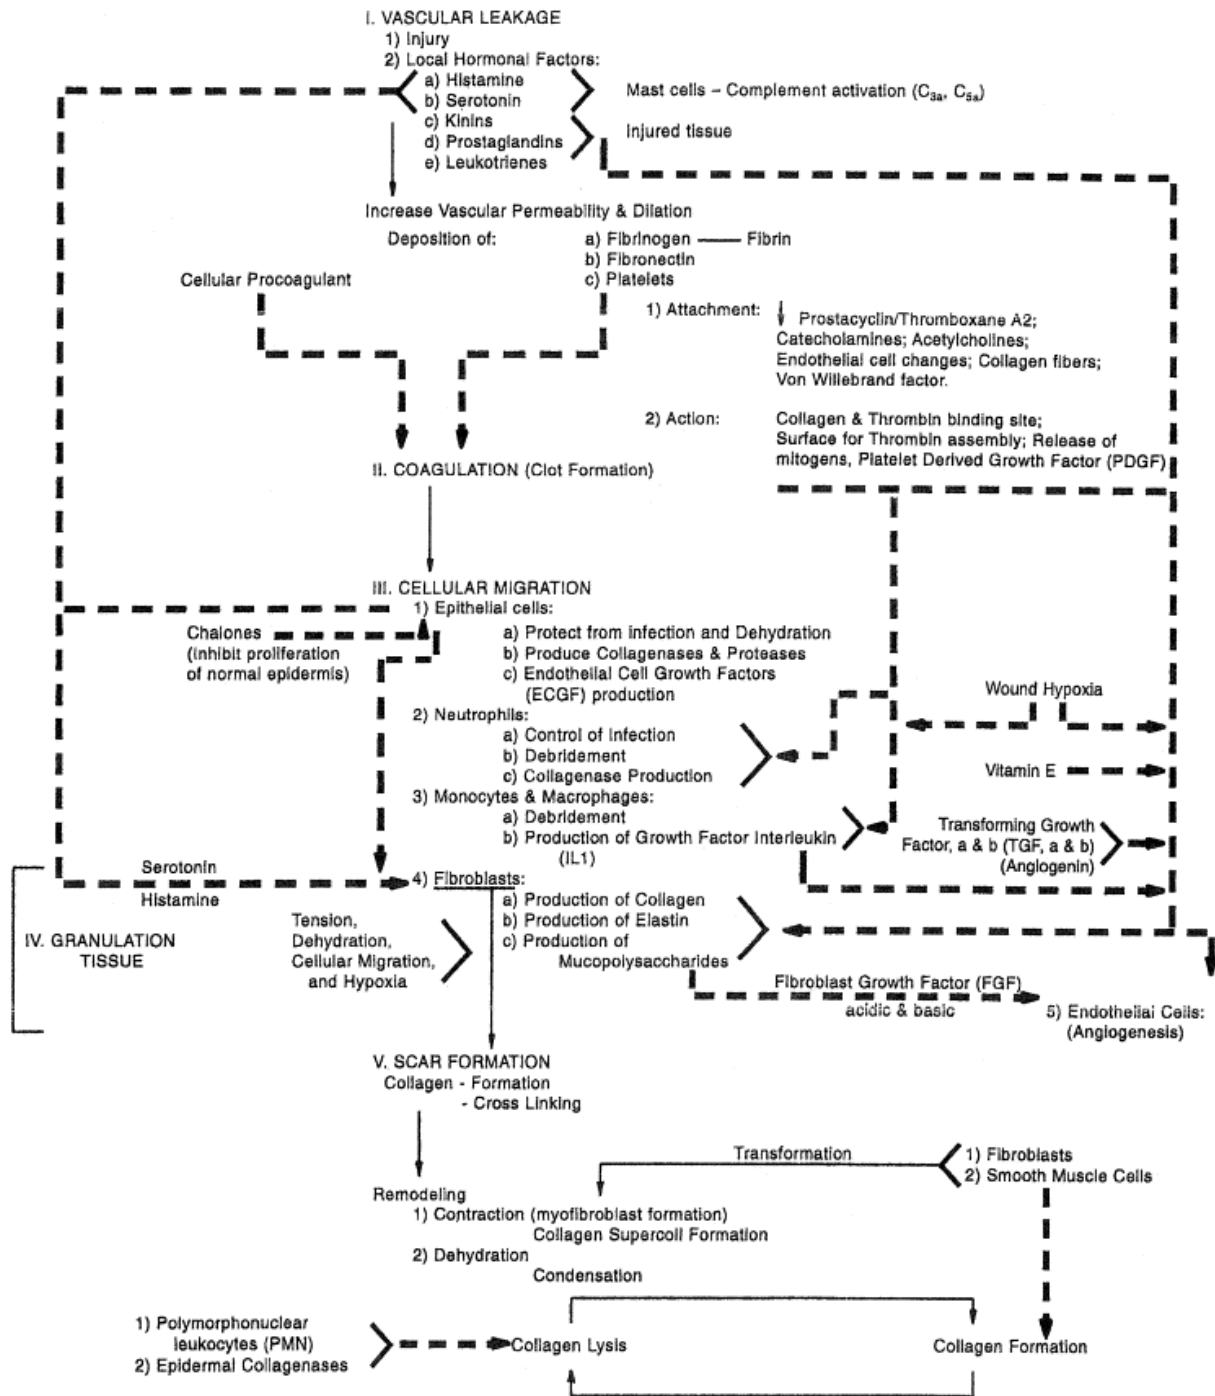 I. VASCULAR LEAKAGE
1) Injury
2) Local Hormonal Factors:
a) Histamine
b) Serotonin
c) Kinins
d) Prostaglandins
e) Leukotrienes
Mast cells – Complement activation (C3a, C5a)
Injured tissue
Increase Vascular Permeability & Dilation
Deposition of:
a) Fibrinogen —— Fibrin
b) Fibronectin
c) Platelets
Cellular Procoagulant
1) Attachment:
Prostacyclin/Thromboxane A2;
Catecholamines; Acetylcholines;
Endothelial cell changes; Collagen fibers;
Von Willebrand factor.
2) Action:
Collagen & Thrombin binding site;
Surface for Thrombin assembly; Release of
mitogens, Platelet Derived Growth Factor (PDGF)
II. COAGULATION (Clot Formation)
III. CELLULAR MIGRATION
1) Epithelial cells:
Chalones
(Inhibit proliferation
of normal epidermis)
a) Protect from infection and Dehydration
b) Produce Collagenases & Proteases
c) Endothelial Cell Growth Factors
(ECGF) production
2) Neutrophils:
a) Control of Infection
b) Debridement
c) Collagenase Production
Wound Hypoxia
Vitamin E
3) Monocytes & Macrophages:
a) Debridement
b) Production of Growth Factor Interleukin
(IL1)
Transforming Growth
Factor, a & b (TGF, a & b)
(Angiogenin)
Serotonin
Histamine
4) Fibroblasts:
a) Production of Collagen
b) Production of Elastin
c) Production of
Mucopolysaccharides
IV. GRANULATION
TISSUE
Tension,
Dehydration,
Cellular Migration,
and Hypoxia
Fibroblast Growth Factor (FGF)
acidic & basic
5) Endothelial Cells:
(Angiogenesis)
V. SCAR FORMATION
Collagen - Formation
- Cross Linking
Transformation
1) Fibroblasts
2) Smooth Muscle Cells
Remodeling
1) Contraction (myofibroblast formation)
Collagen Supercoil Formation
2) Dehydration
Condensation
1) Polymorphonuclear
leukocytes (PMN)
2) Epidermal Collagenases
Collagen Lysis
Collagen Formation